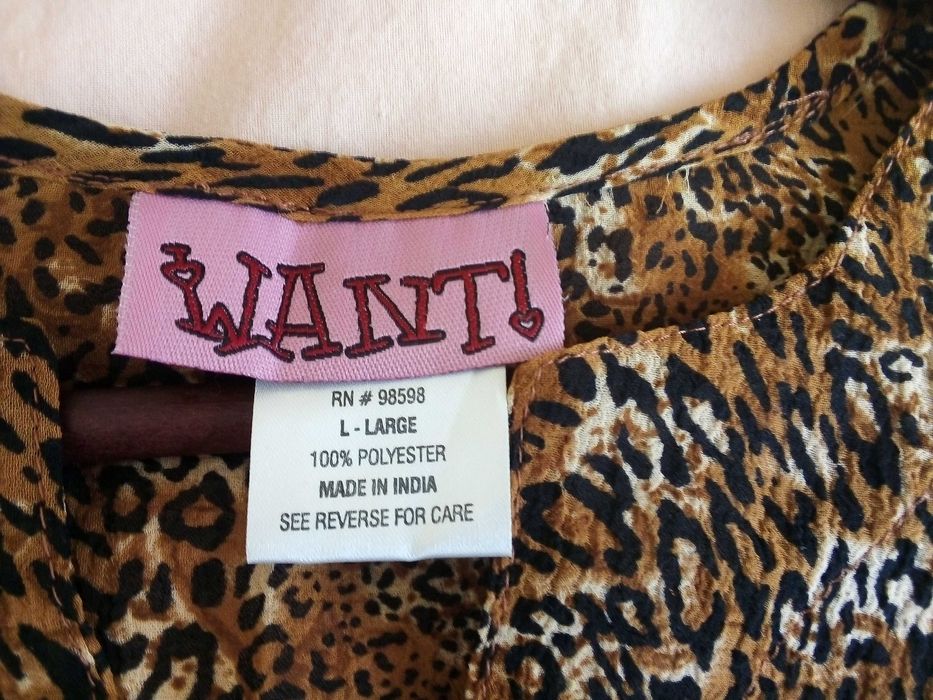 I WANT!
RN # 98598
L - LARGE
100% POLYESTER
MADE IN INDIA
SEE REVERSE FOR CARE